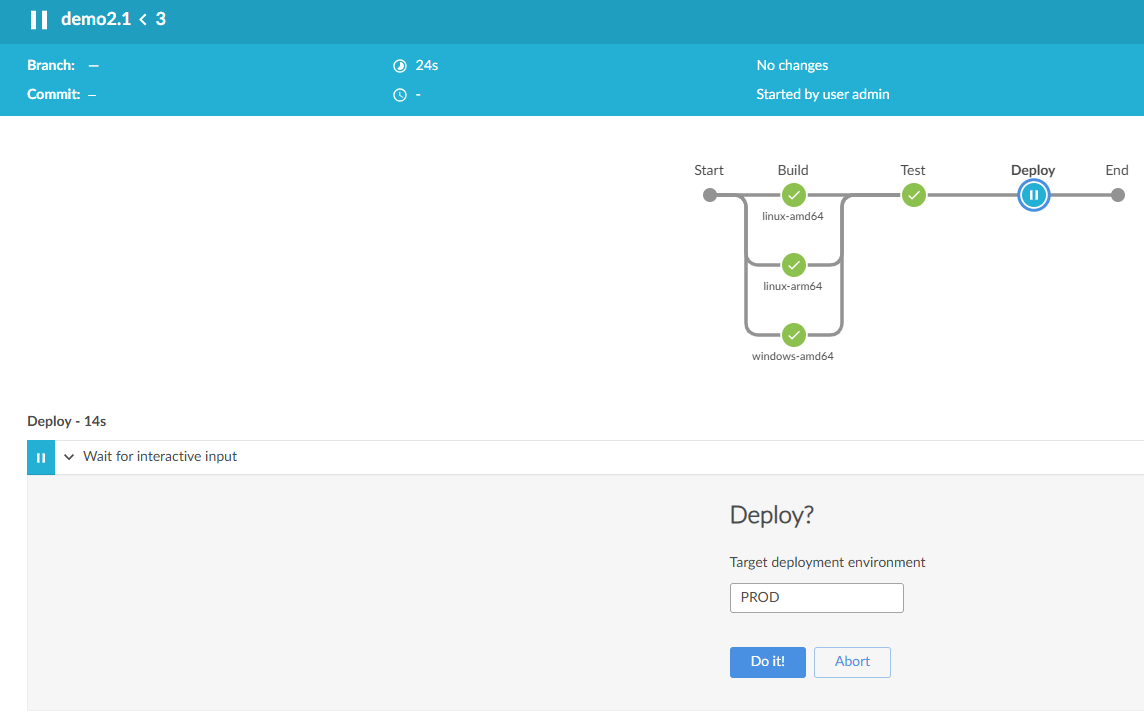 demo2.1 < 3
Branch: — 24s No changes
Commit: — - Started by user admin
Start Build Test Deploy End
linux-amd64
linux-arm64
windows-amd64
Deploy - 14s
Wait for interactive input
Deploy?
Target deployment environment
PROD
Do it! Abort